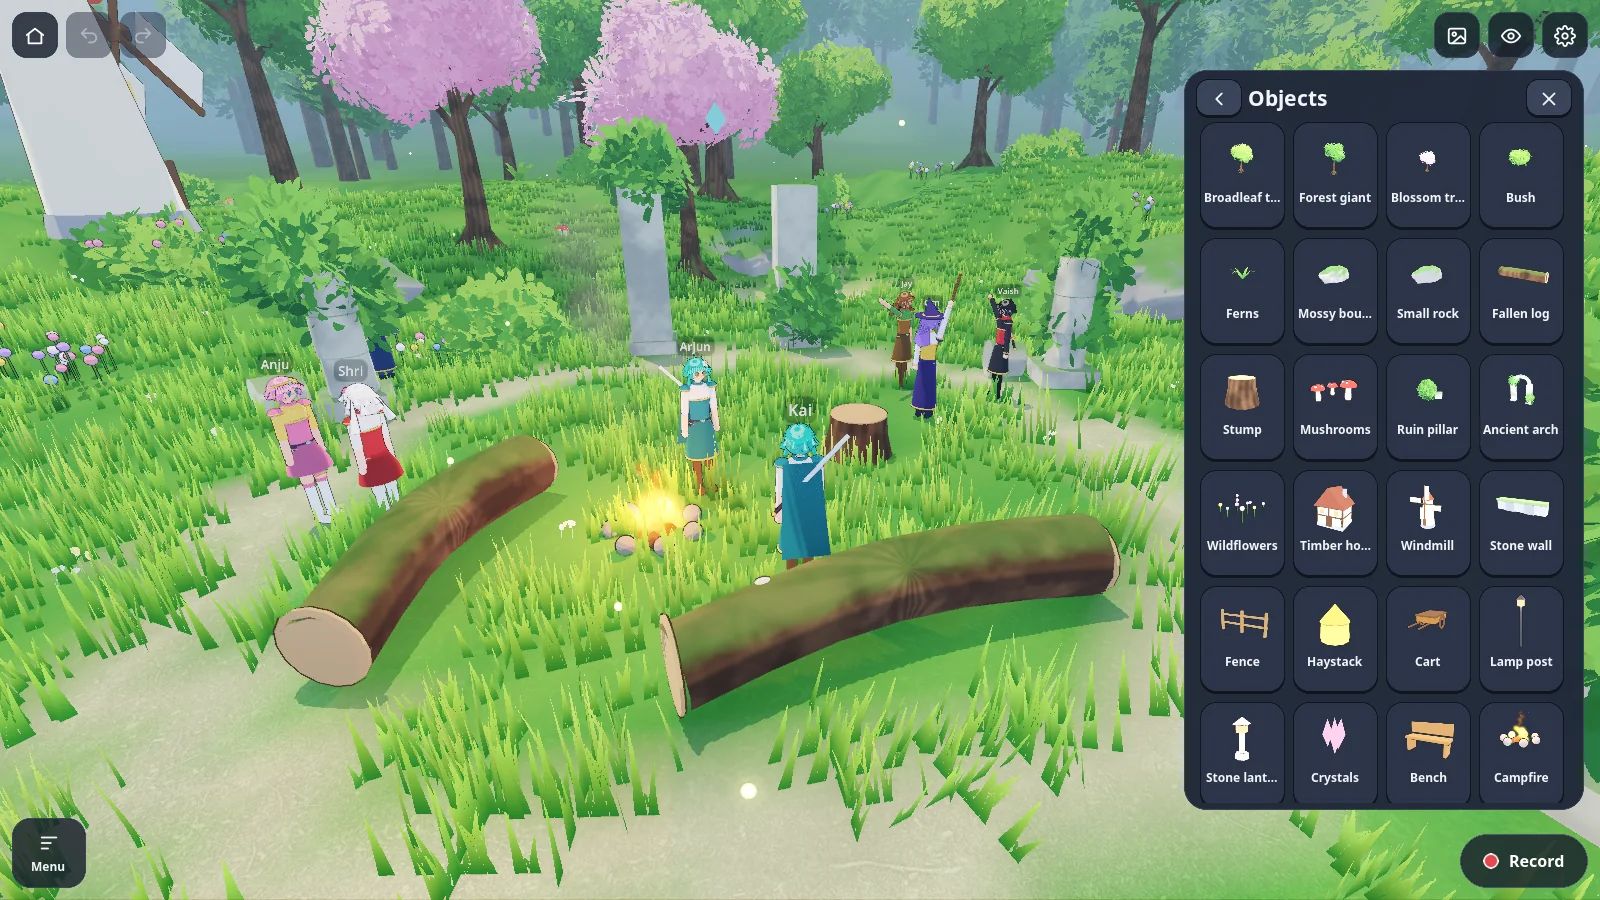 Objects
Broadleaf t...
Forest giant
Blossom tr...
Bush
Ferns
Mossy bou...
Small rock
Fallen log
Stump
Mushrooms
Ruin pillar
Ancient arch
Wildflowers
Timber ho...
Windmill
Stone wall
Fence
Haystack
Cart
Lamp post
Stone lant...
Crystals
Bench
Campfire
Jay
Vaish
Arjun
Anju
Shri
Kai
Menu
Record